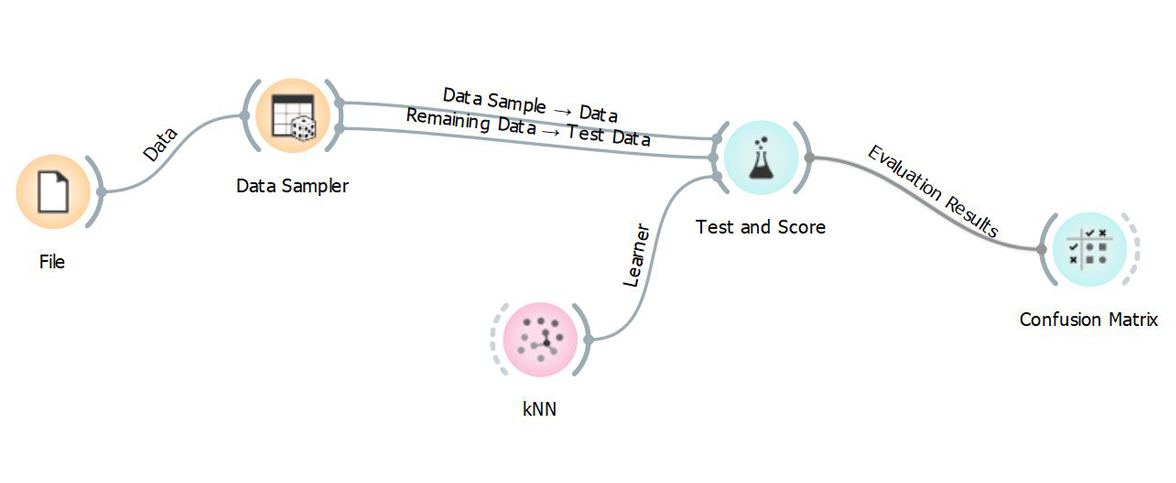 Data
Data Sampler
File
Data Sample → Data
Remaining Data → Test Data
Learner
kNN
Test and Score
Evaluation Results
Confusion Matrix